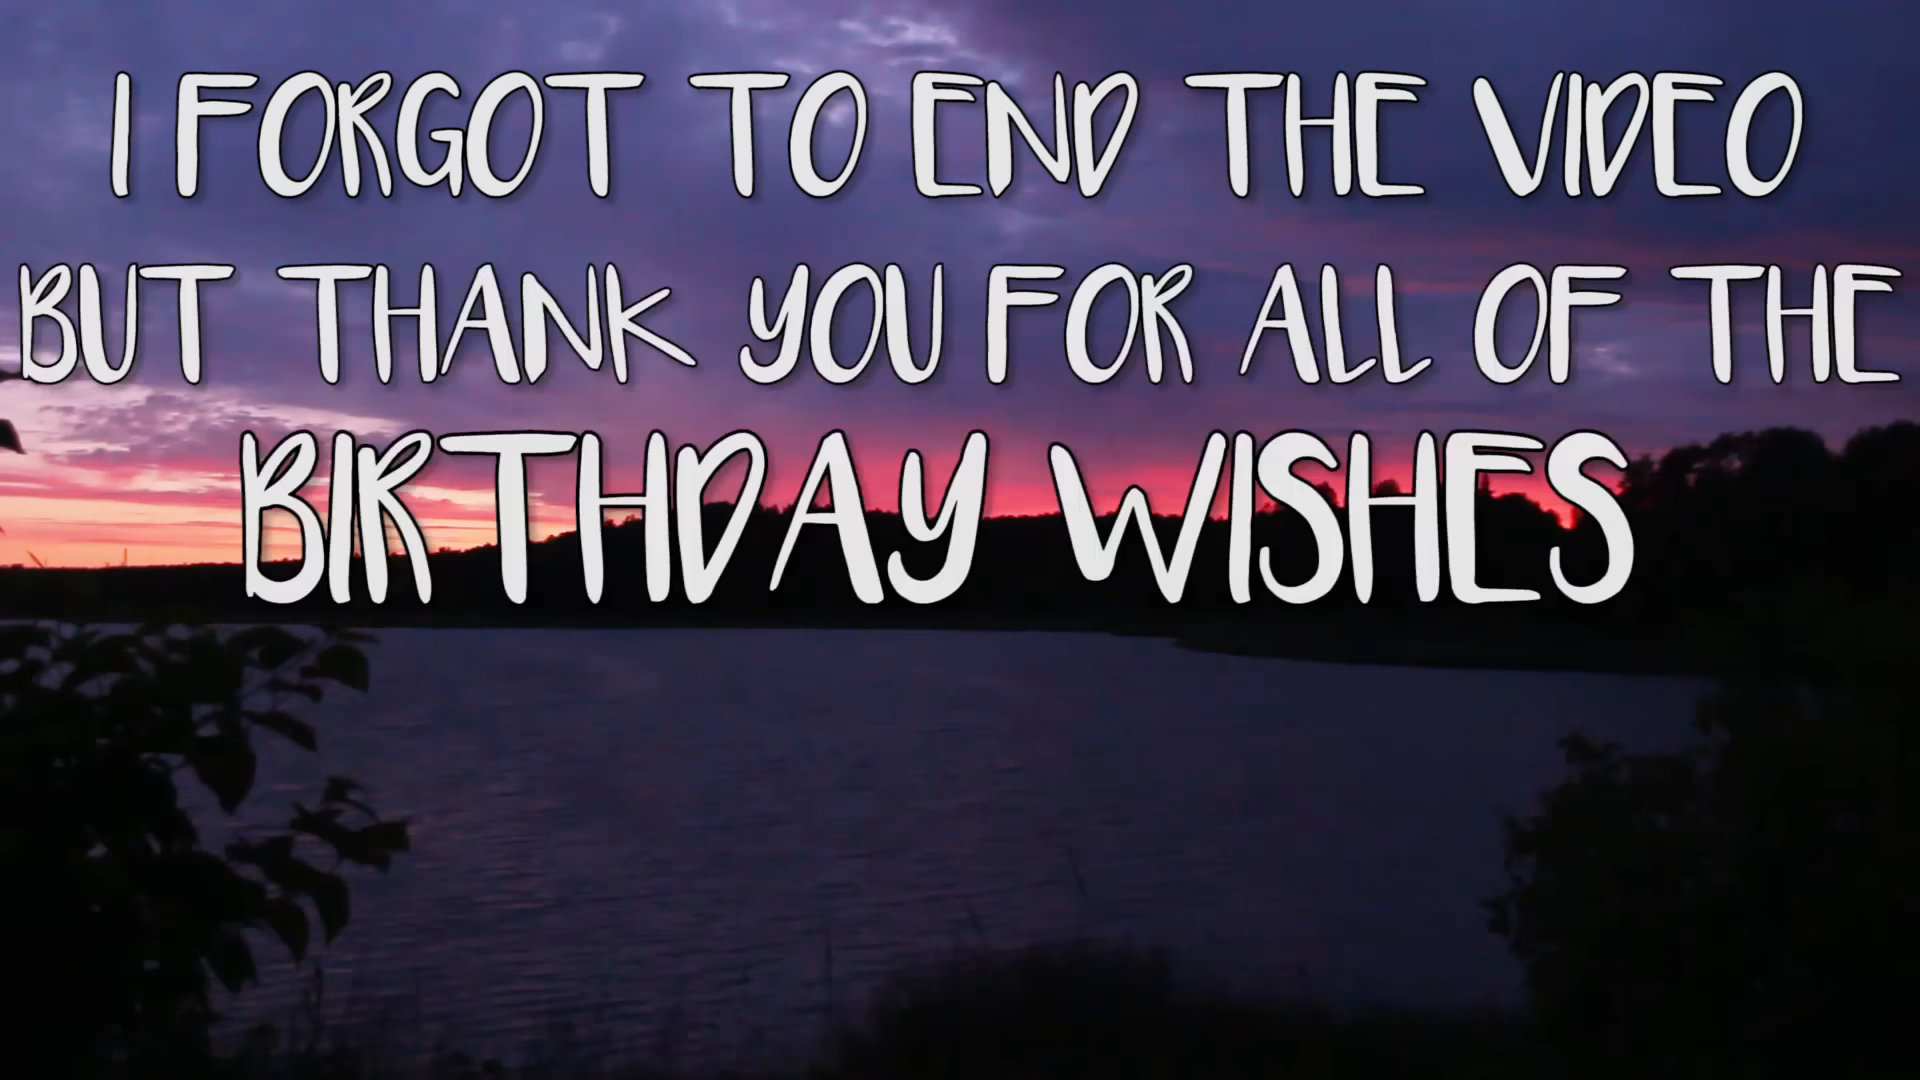 I FORGOT TO END THE VIDEO
BUT THANK YOU FOR ALL OF THE
BIRTHDAY WISHES